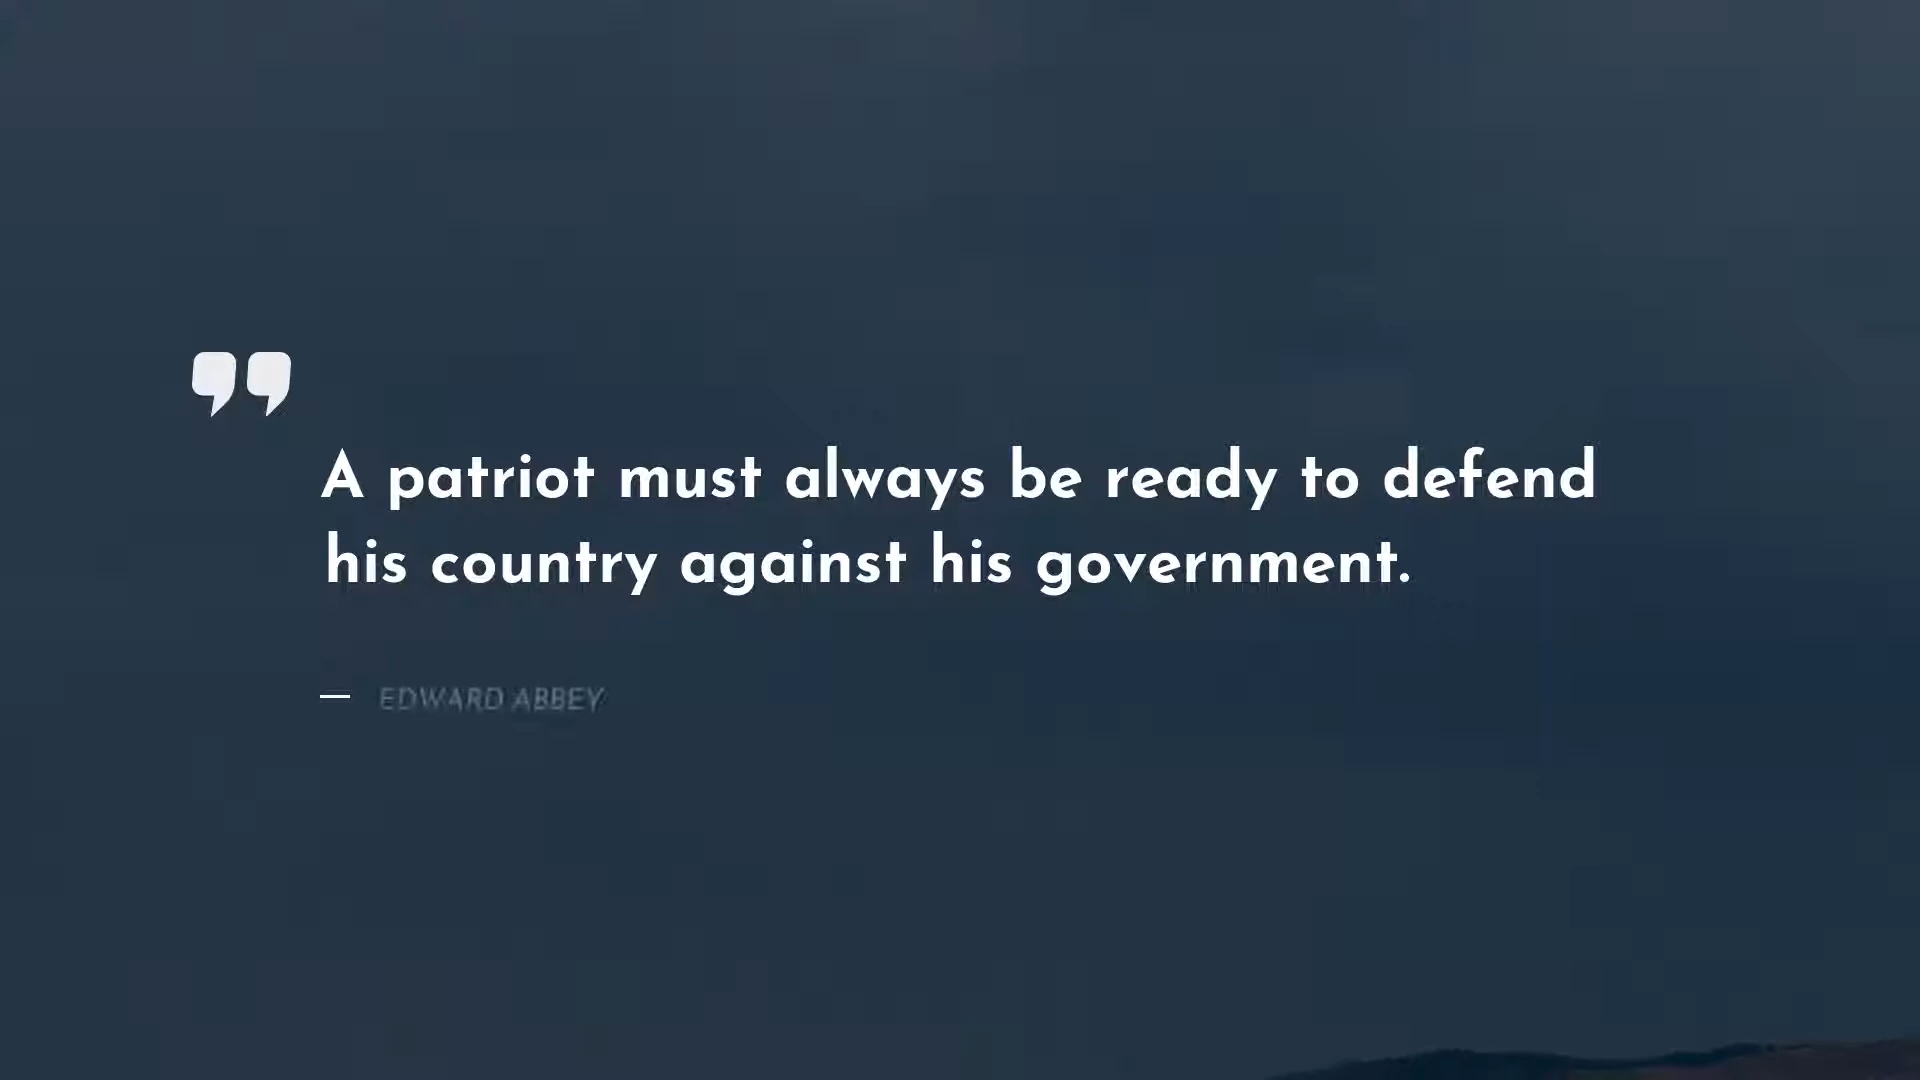 ”
A patriot must always be ready to defend
his country against his government.
— EDWARD ABBEY